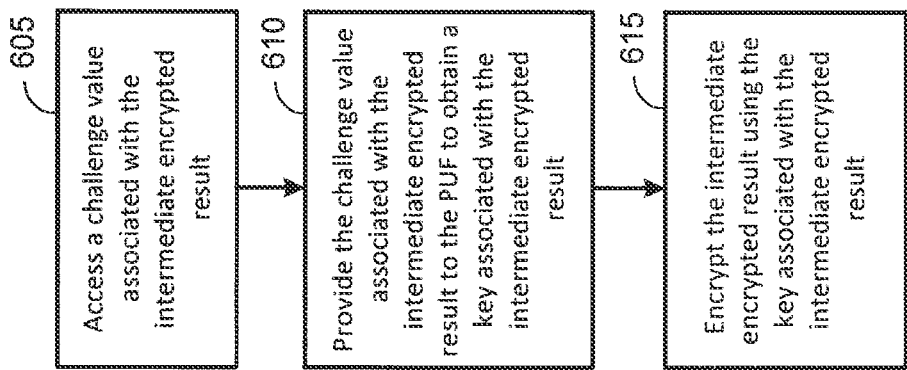 605
Access a challenge value
associated with the
intermediate encrypted
result
610
Provide the challenge value
associated with the
intermediate encrypted
result to the PUF to obtain a
key associated with the
intermediate encrypted
result
615
Encrypt the intermediate
encrypted result using the
key associated with the
intermediate encrypted
result